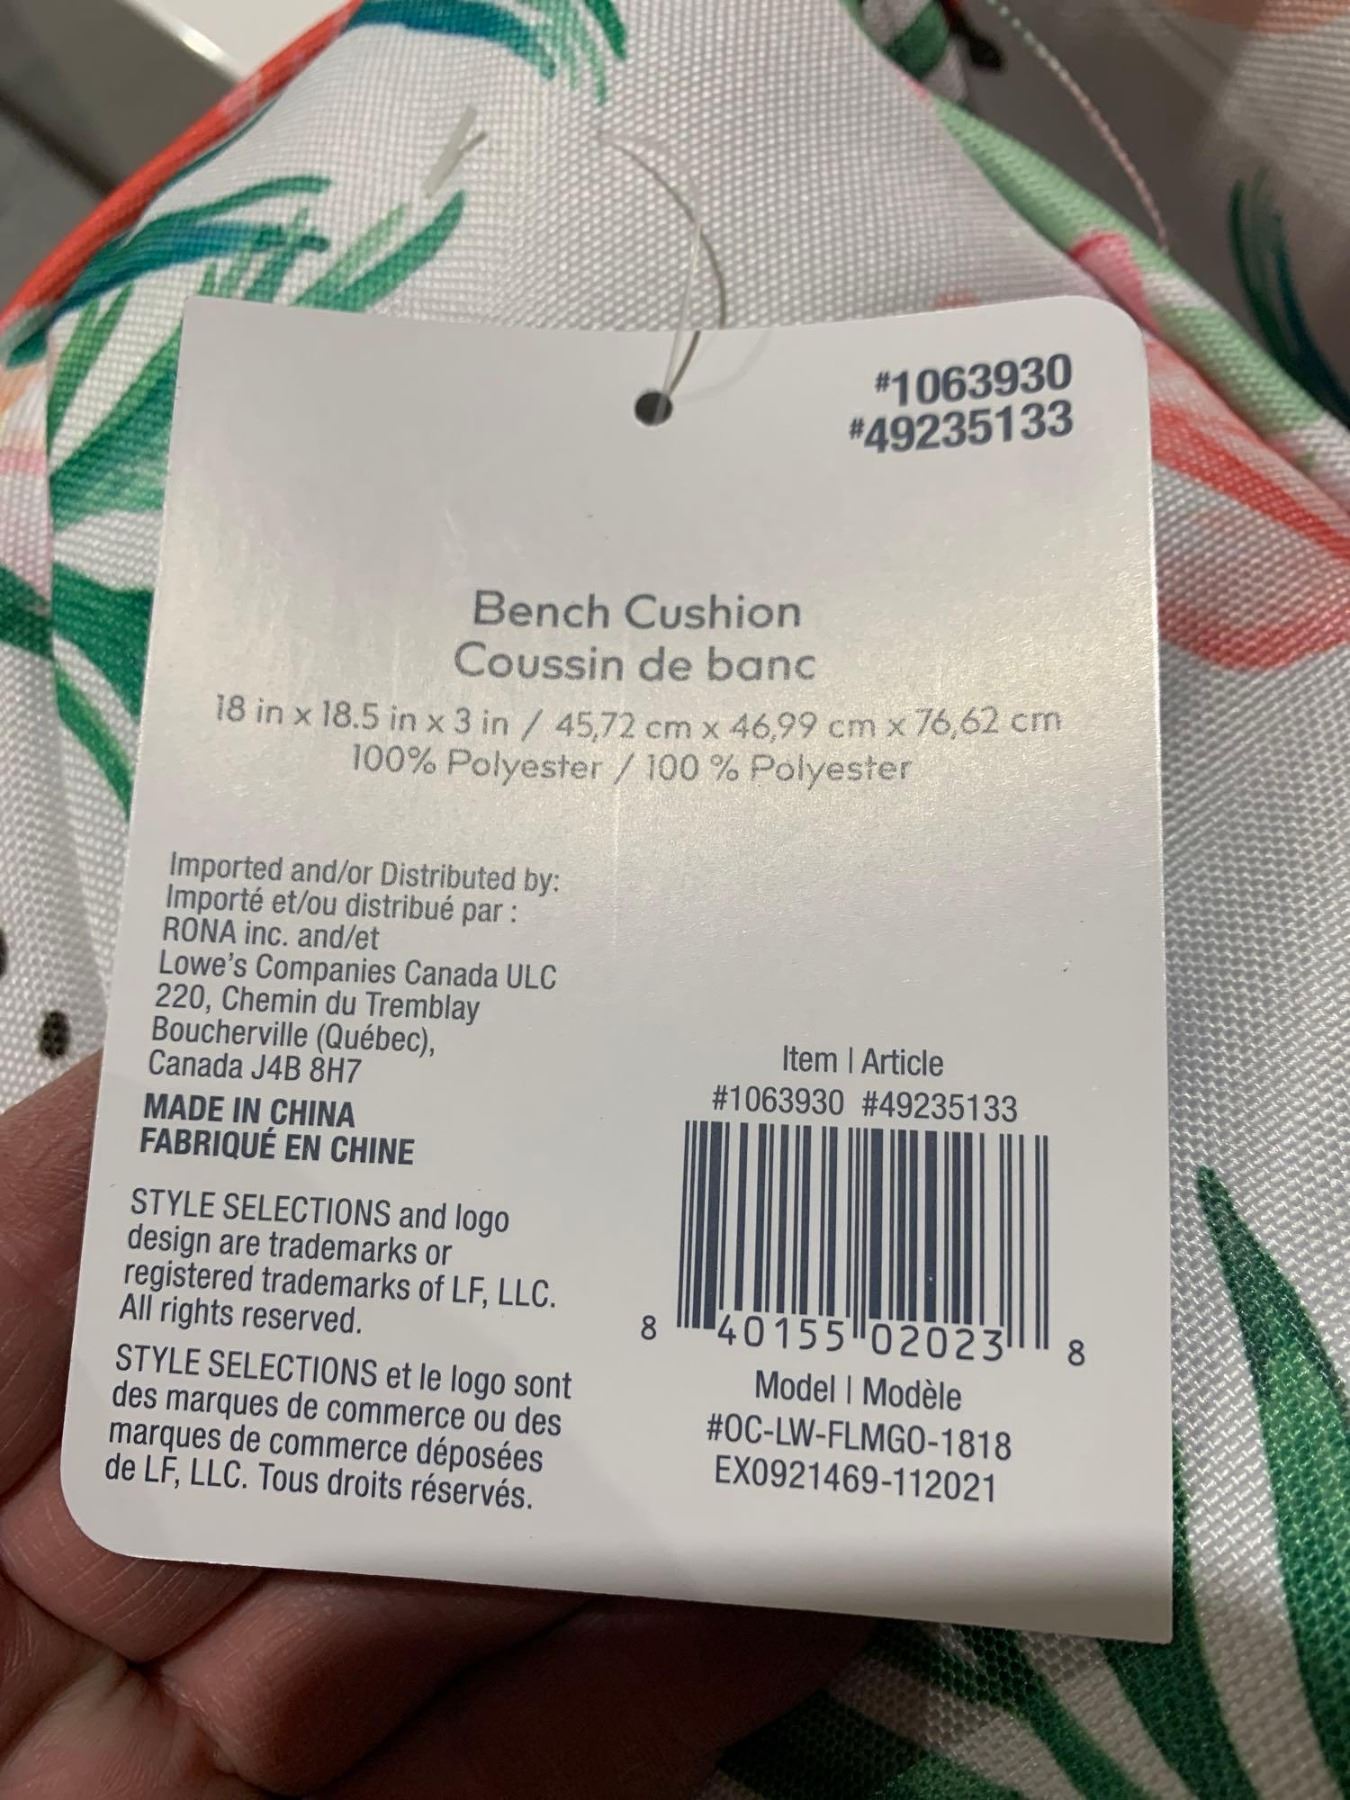 #1063930
#49235133
Bench Cushion
Coussin de banc
18 in x 18.5 in x 3 in / 45,72 cm x 46,99 cm x 76,62 cm
100% Polyester / 100 % Polyester
Imported and/or Distributed by:
Importé et/ou distribué par :
RONA inc. and/et
Lowe's Companies Canada ULC
220, Chemin du Tremblay
Boucherville (Québec),
Canada J4B 8H7
MADE IN CHINA
FABRIQUÉ EN CHINE
STYLE SELECTIONS and logo
design are trademarks or
registered trademarks of LF, LLC.
All rights reserved.
STYLE SELECTIONS et le logo sont
des marques de commerce ou des
marques de commerce déposées
de LF, LLC. Tous droits réservés.
Item | Article
#1063930 #49235133
8 40155 02023 8
Model | Modèle
#OC-LW-FLMGO-1818
EX0921469-112021